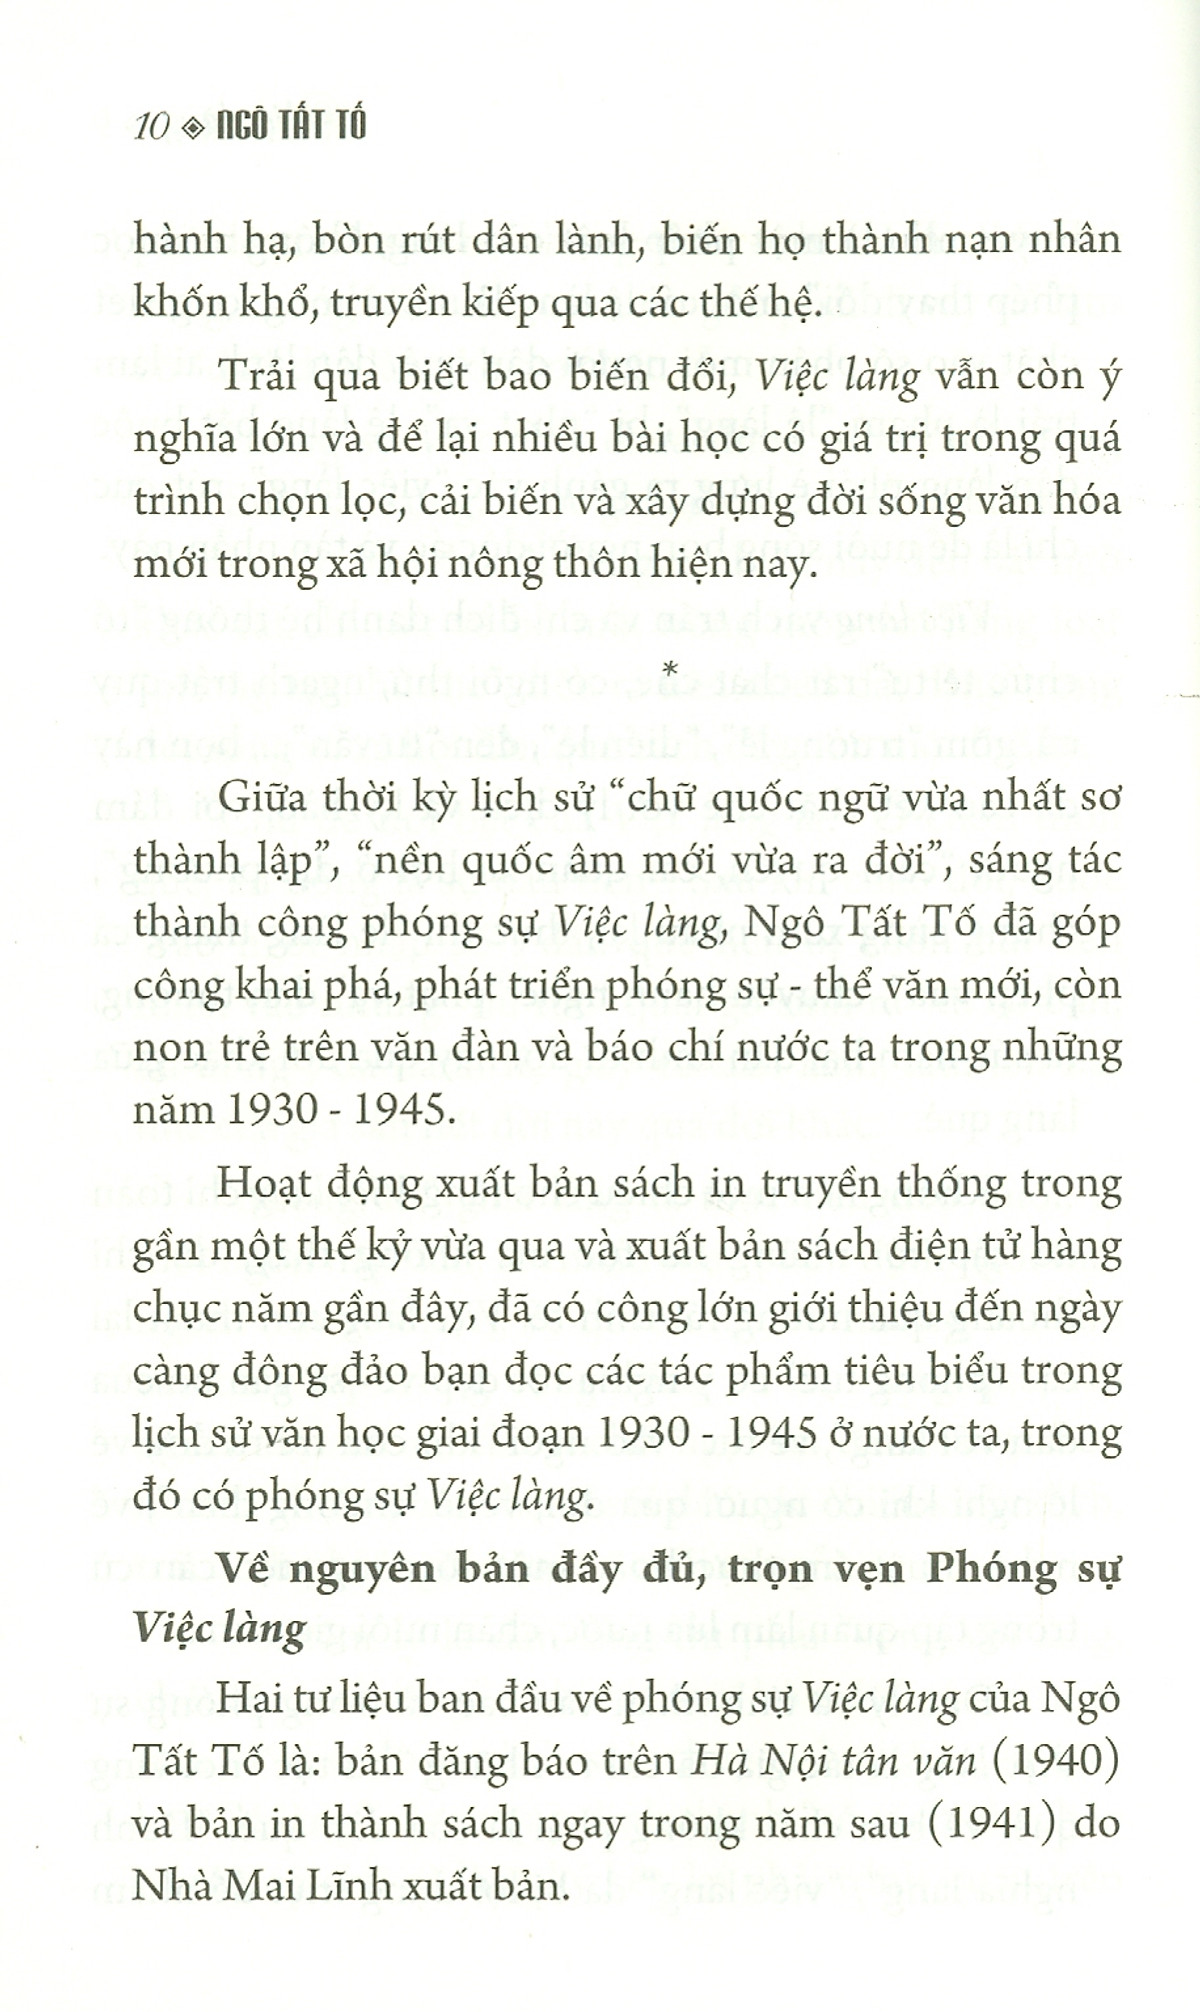 10 ◈ NGÔ TẤT TỐ
hành hạ, bòn rút dân lành, biến họ thành nạn nhân
khốn khổ, truyền kiếp qua các thế hệ.
Trải qua biết bao biến đổi, Việc làng vẫn còn ý
nghĩa lớn và để lại nhiều bài học có giá trị trong quá
trình chọn lọc, cải biến và xây dựng đời sống văn hóa
mới trong xã hội nông thôn hiện nay.
*
Giữa thời kỳ lịch sử “chữ quốc ngữ vừa nhất sơ
thành lập”, “nền quốc âm mới vừa ra đời”, sáng tác
thành công phóng sự Việc làng, Ngô Tất Tố đã góp
công khai phá, phát triển phóng sự - thể văn mới, còn
non trẻ trên văn đàn và báo chí nước ta trong những
năm 1930 - 1945.
Hoạt động xuất bản sách in truyền thống trong
gần một thế kỷ vừa qua và xuất bản sách điện tử hàng
chục năm gần đây, đã có công lớn giới thiệu đến ngày
càng đông đảo bạn đọc các tác phẩm tiêu biểu trong
lịch sử văn học giai đoạn 1930 - 1945 ở nước ta, trong
đó có phóng sự Việc làng.
Về nguyên bản đầy đủ, trọn vẹn Phóng sự
Việc làng
Hai tư liệu ban đầu về phóng sự Việc làng của Ngô
Tất Tố là: bản đăng báo trên Hà Nội tân văn (1940)
và bản in thành sách ngay trong năm sau (1941) do
Nhà Mai Lĩnh xuất bản.